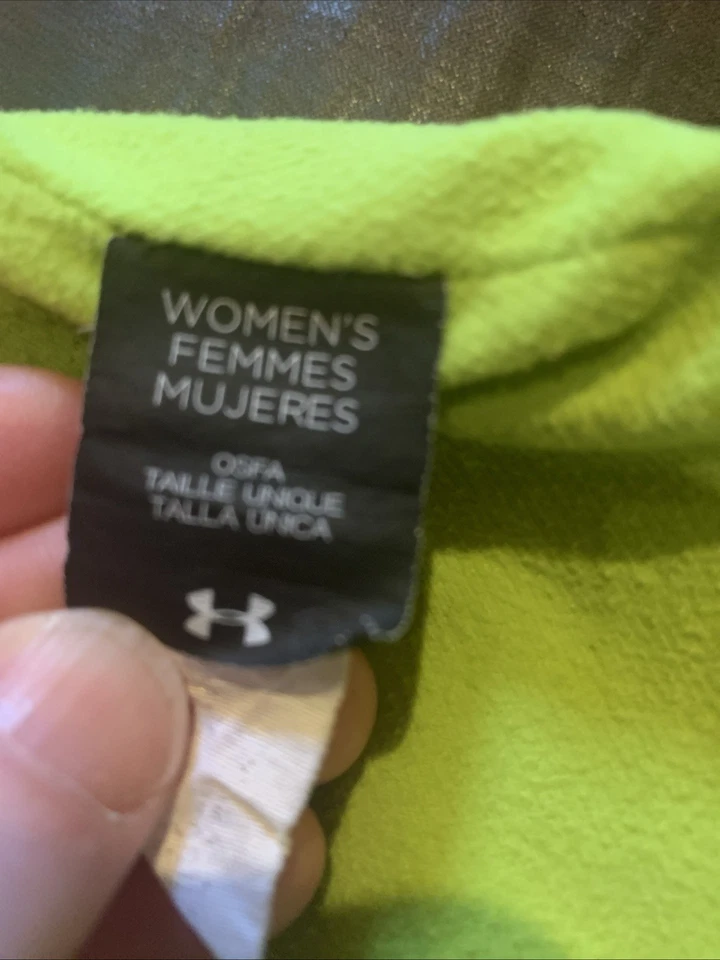 WOMEN'S
FEMMES
MUJERES
OSFA
TAILLE UNIQUE
TALLA UNICA